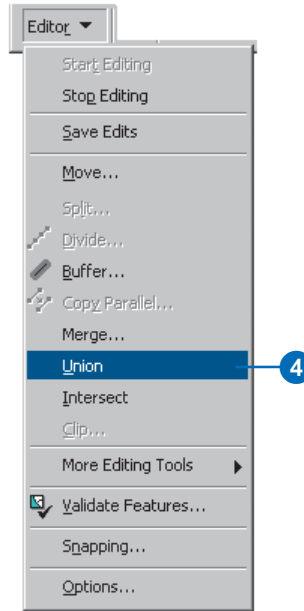 Editor
Start Editing
Stop Editing
Save Edits
Move...
Split...
Divide...
Buffer...
Copy Parallel...
Merge...
Union
4
Intersect
Clip...
More Editing Tools
Validate Features...
Snapping...
Options...